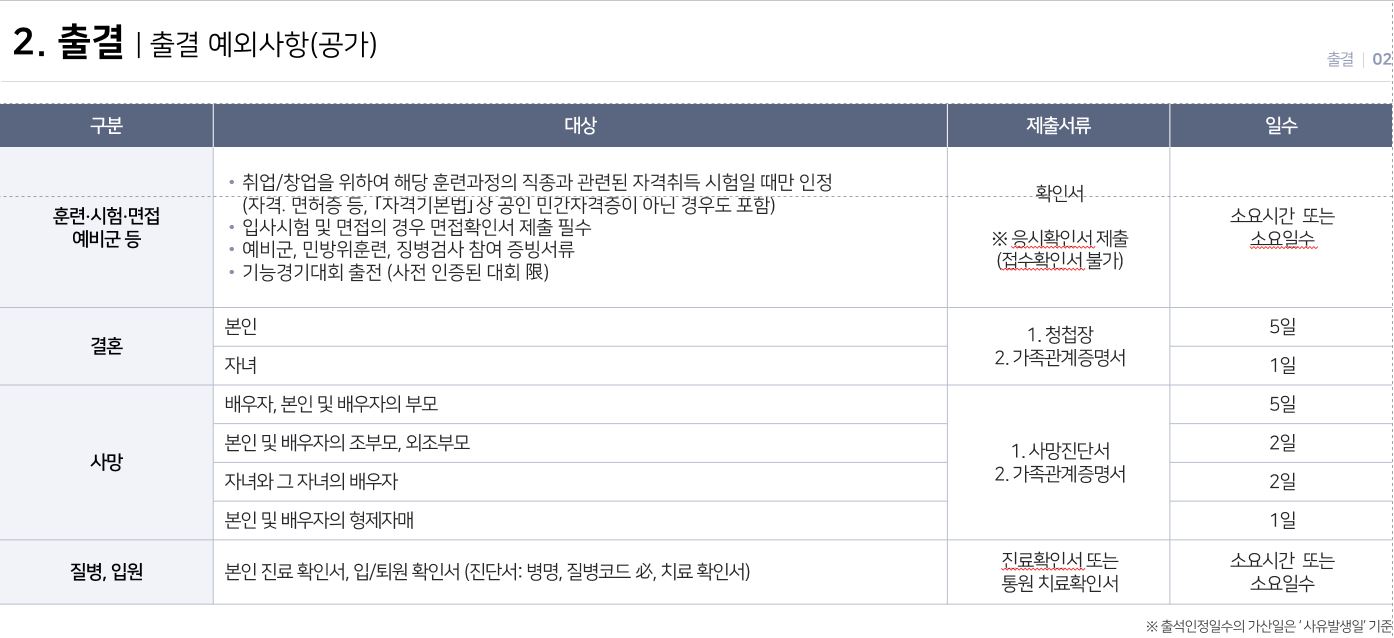 2. 출결 | 출결 예외사항(공가)
출결 | 02
구분
대상
제출서류
일수
훈련·시험·면접
예비군 등
• 취업/창업을 위하여 해당 훈련과정의 직종과 관련된 자격취득 시험일 때만 인정
(자격. 면허증 등, 「자격기본법」상 공인 민간자격증이 아닌 경우도 포함)
• 입사시험 및 면접의 경우 면접확인서 제출 필수
• 예비군, 민방위훈련, 징병검사 참여 증빙서류
• 기능경기대회 출전 (사전 인증된 대회 限)
확인서
※ 응시확인서 제출
(접수확인서 불가)
소요시간 또는
소요일수
결혼
본인
자녀
1. 청첩장
2. 가족관계증명서
5일
1일
사망
배우자, 본인 및 배우자의 부모
본인 및 배우자의 조부모, 외조부모
자녀와 그 자녀의 배우자
본인 및 배우자의 형제자매
1. 사망진단서
2. 가족관계증명서
5일
2일
2일
1일
질병, 입원
본인 진료 확인서, 입/퇴원 확인서 (진단서: 병명, 질병코드 必, 치료 확인서)
진료확인서 또는
통원 치료확인서
소요시간 또는
소요일수
※ 출석인정일수의 가산일은 ‘ 사유발생일’ 기준